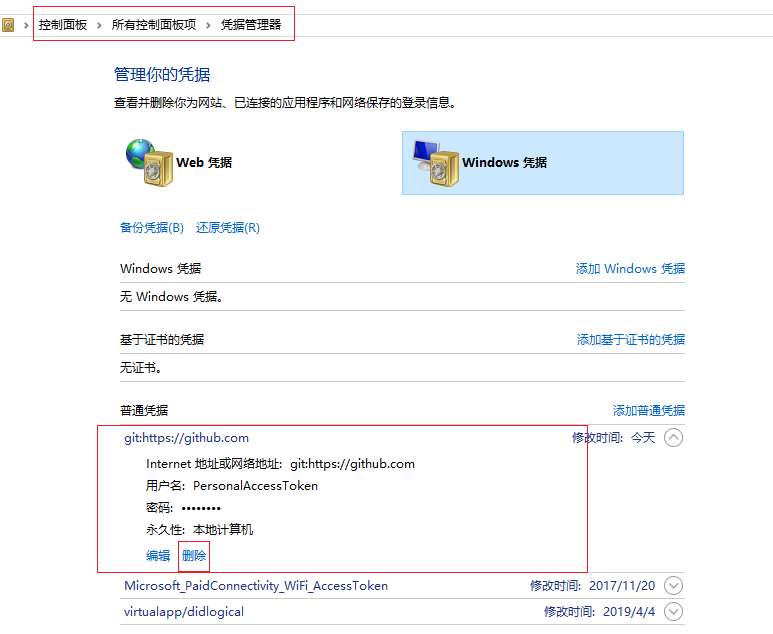 控制面板 > 所有控制面板项 > 凭据管理器
管理你的凭据
查看并删除你为网站、已连接的应用程序和网络保存的登录信息。
Web 凭据
Windows 凭据
备份凭据(B) 还原凭据(R)
Windows 凭据 添加 Windows 凭据
无 Windows 凭据。
基于证书的凭据 添加基于证书的凭据
无证书。
普通凭据 添加普通凭据
git:https://github.com 修改时间: 今天
Internet 地址或网络地址: git:https://github.com
用户名: PersonalAccessToken
密码: ••••••••
永久性: 本地计算机
编辑 删除
Microsoft_PaidConnectivity_WiFi_AccessToken 修改时间: 2017/11/20
virtualapp/didlogical 修改时间: 2019/4/4